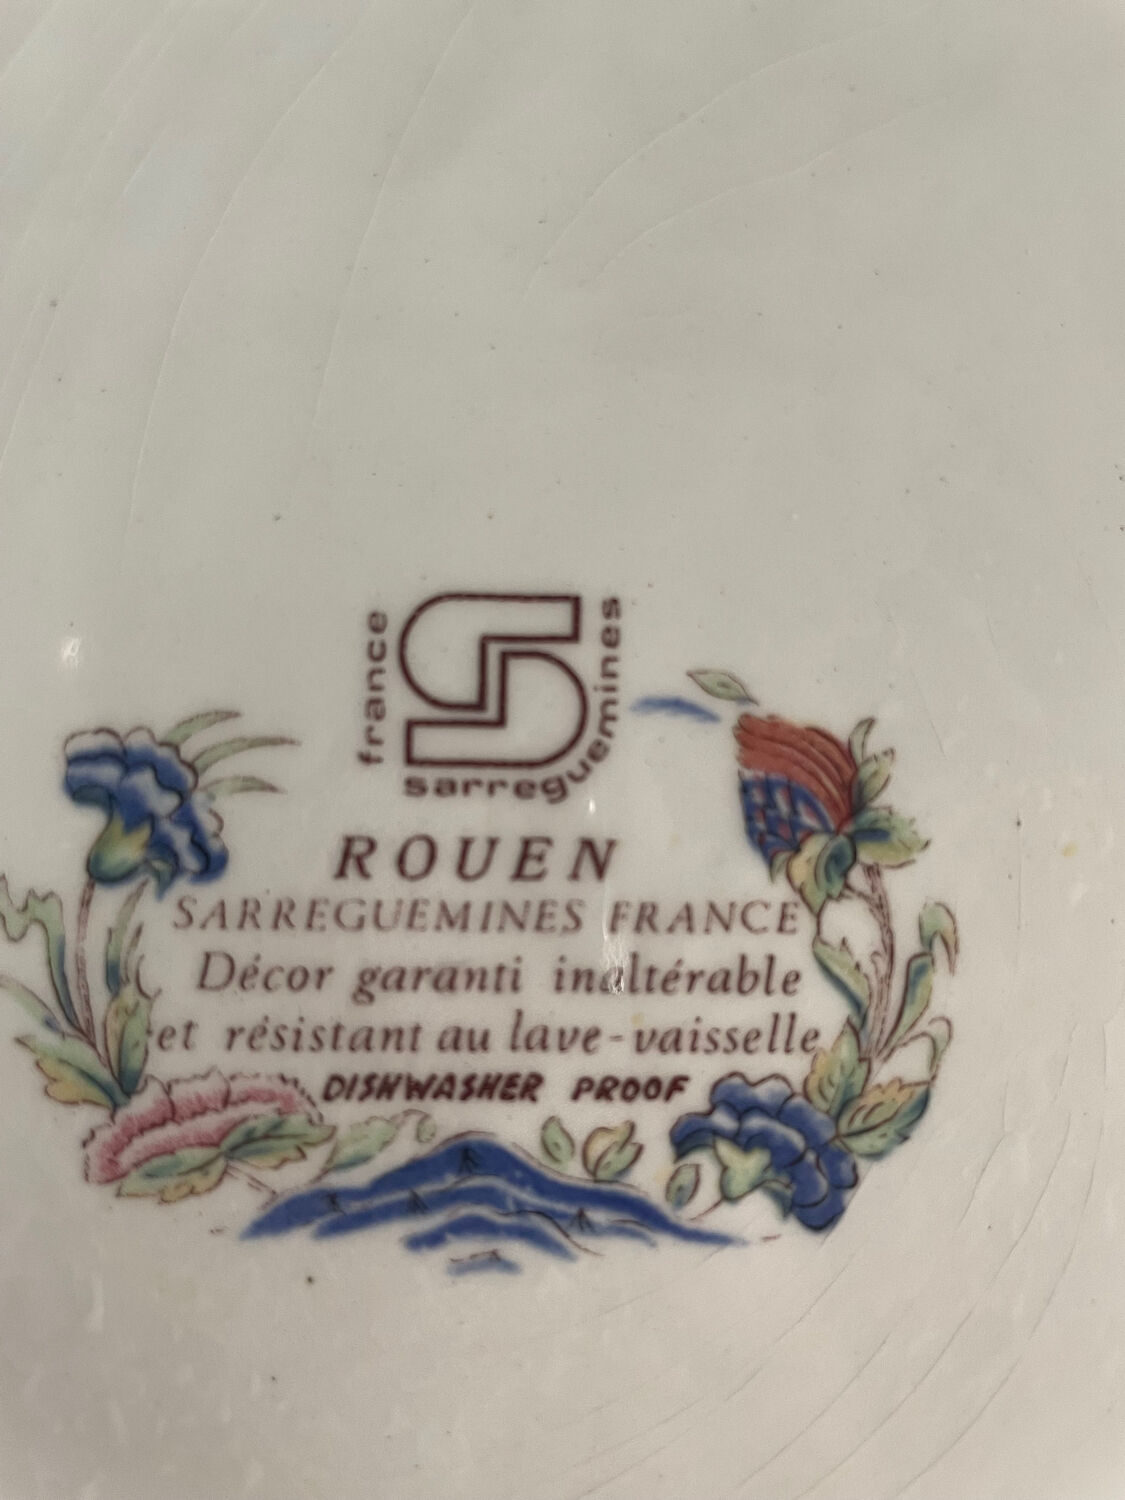 france
sarreguemines
ROUEN
SARREGUEMINES FRANCE
Décor garanti inaltérable
et résistant au lave-vaisselle
DISHWASHER PROOF